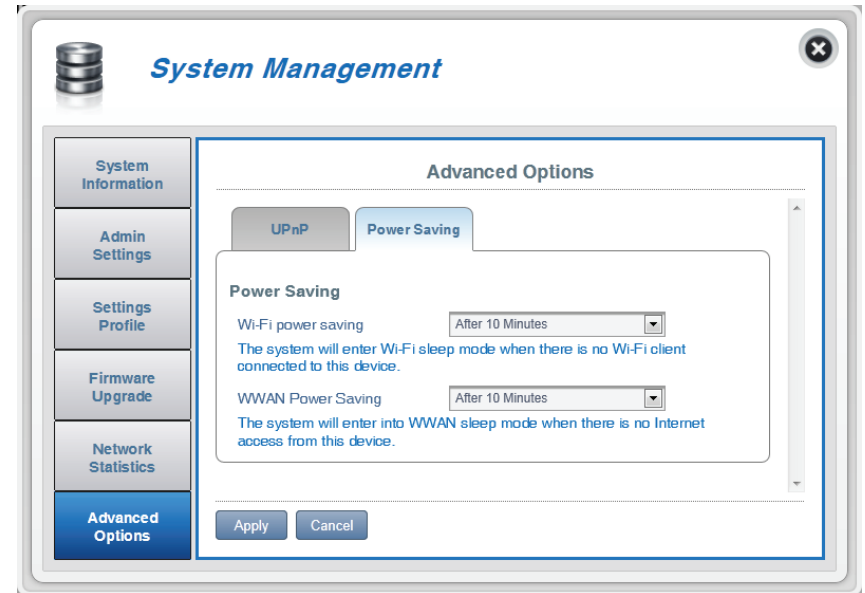 System Management
System
Information
Admin
Settings
Settings
Profile
Firmware
Upgrade
Network
Statistics
Advanced
Options
Advanced Options
UPnP
Power Saving
Power Saving
Wi-Fi power saving
After 10 Minutes
The system will enter Wi-Fi sleep mode when there is no Wi-Fi client
connected to this device.
WWAN Power Saving
After 10 Minutes
The system will enter into WWAN sleep mode when there is no Internet
access from this device.
Apply
Cancel